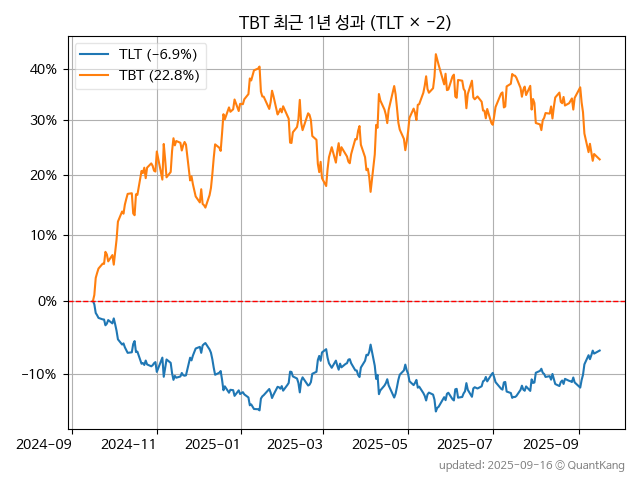 TBT 최근 1년 성과 (TLT × −2)
TLT (−6.9%)
TBT (22.8%)
40%
30%
20%
10%
0%
−10%
2024-09 2024-11 2025-01 2025-03 2025-05 2025-07 2025-09
updated: 2025-09-16 © QuantKang